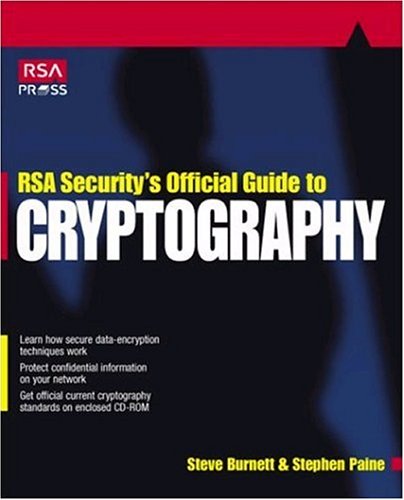 RSA
PRESS
RSA Security's Official Guide to
CRYPTOGRAPHY
Learn how secure data-encryption
techniques work
Protect confidential information
on your network
Get official current cryptography
standards on enclosed CD-ROM
Steve Burnett & Stephen Paine